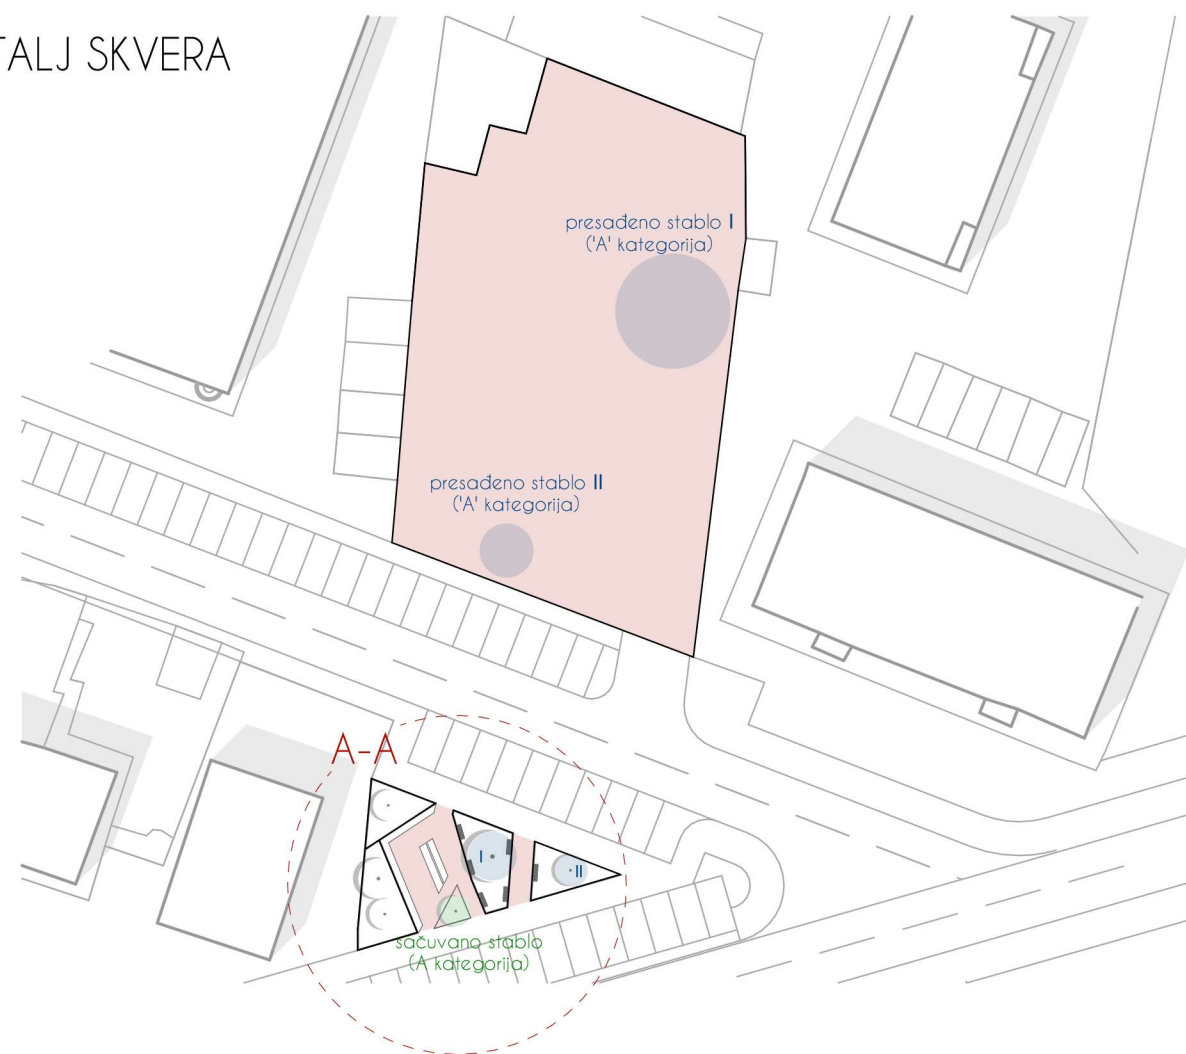 TALJ SKVERA
presađeno stablo I
('A' kategorija)
presađeno stablo II
('A' kategorija)
A-A
I
II
sačuvano stablo
(A kategorija)